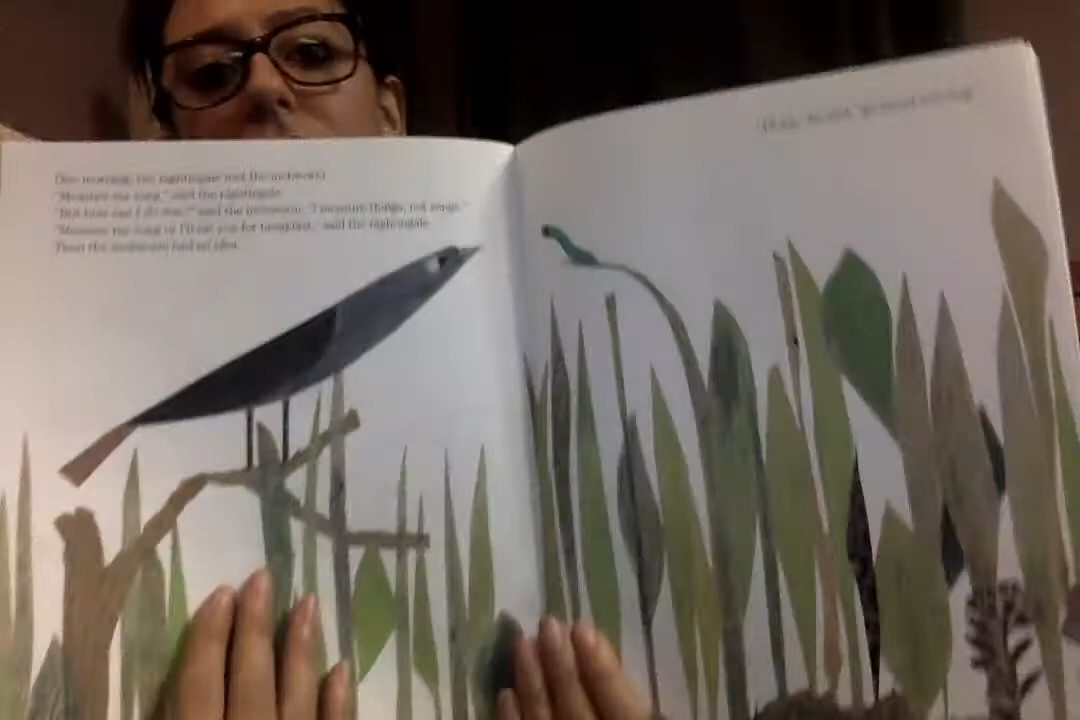 One morning, the nightingale met the inchworm.
"Measure my song," said the nightingale.
"But how can I do that?" said the inchworm. "I measure things, not songs."
"Measure my song or I'll eat you for breakfast," said the nightingale.
Then the inchworm had an idea.